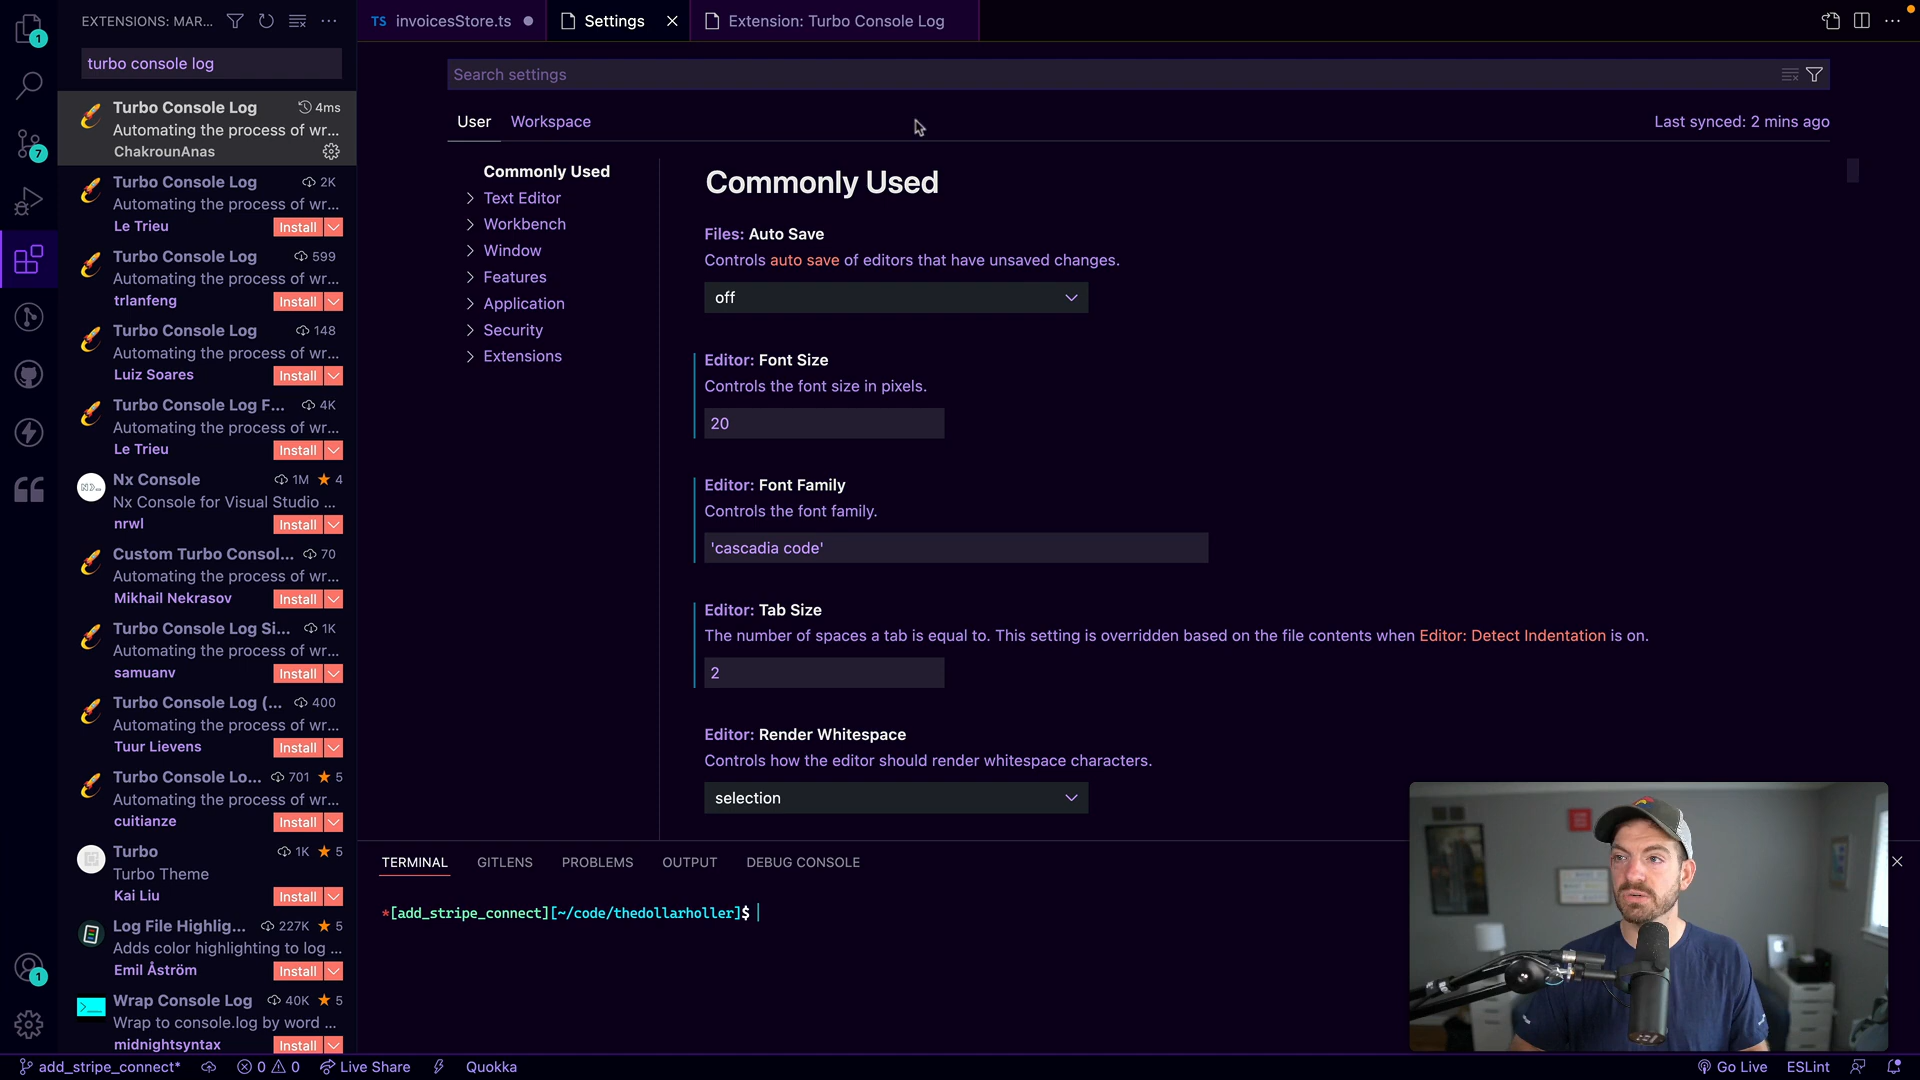 EXTENSIONS: MAR...
turbo console log
Turbo Console Log 4ms
Automating the process of wr...
ChakrounAnas
Turbo Console Log 2K
Automating the process of wr...
Le Trieu Install
Turbo Console Log 599
Automating the process of wr...
trlanfeng Install
Turbo Console Log 148
Automating the process of wr...
Luiz Soares Install
Turbo Console Log F... 4K
Automating the process of wr...
Le Trieu Install
Nx Console 1M ★ 4
Nx Console for Visual Studio ...
nrwl Install
Custom Turbo Consol... 70
Automating the process of wr...
Mikhail Nekrasov Install
Turbo Console Log Si... 1K
Automating the process of wr...
samuanv Install
Turbo Console Log (... 400
Automating the process of wr...
Tuur Lievens Install
Turbo Console Lo... 701 ★ 5
Automating the process of wr...
cuitianze Install
Turbo 1K ★ 5
Turbo Theme
Kai Liu Install
Log File Highlig... 227K ★ 5
Adds color highlighting to log ...
Emil Åström Install
Wrap Console Log 40K ★ 5
Wrap to console.log by word ...
midnightsyntax Install
1
7
1
TS invoicesStore.ts
Settings
Extension: Turbo Console Log
Search settings
User Workspace
Last synced: 2 mins ago
Commonly Used
Text Editor
Workbench
Window
Features
Application
Security
Extensions
Commonly Used
Files: Auto Save
Controls auto save of editors that have unsaved changes.
off
Editor: Font Size
Controls the font size in pixels.
20
Editor: Font Family
Controls the font family.
'cascadia code'
Editor: Tab Size
The number of spaces a tab is equal to. This setting is overridden based on the file contents when Editor: Detect Indentation is on.
2
Editor: Render Whitespace
Controls how the editor should render whitespace characters.
selection
TERMINAL GITLENS PROBLEMS OUTPUT DEBUG CONSOLE
*[add_stripe_connect][~/code/thedollarholler]$
add_stripe_connect* 0 0 Live Share Quokka
Go Live ESLint